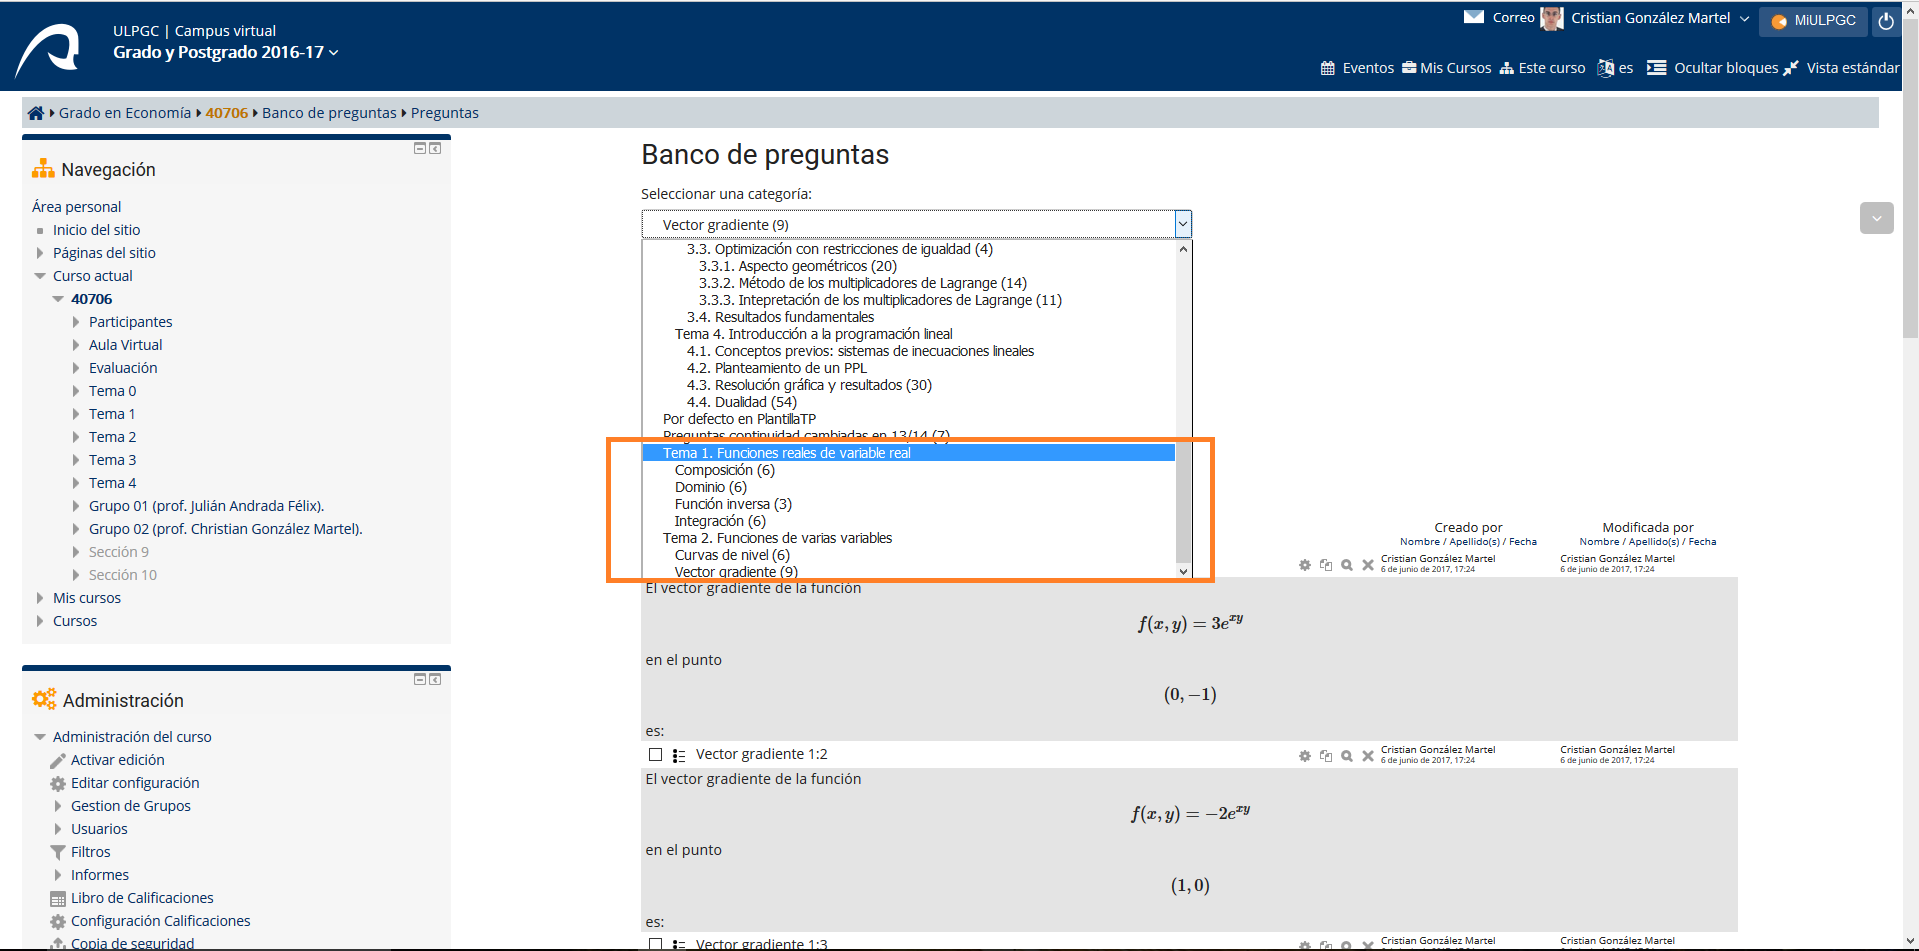 ULPGC | Campus virtual
Grado y Postgrado 2016-17
Correo
Cristian González Martel
MiULPGC
Eventos
Mis Cursos
Este curso
es
Ocultar bloques
Vista estándar
Grado en Economía
40706
Banco de preguntas
Preguntas
Navegación
Área personal
Inicio del sitio
Páginas del sitio
Curso actual
40706
Participantes
Aula Virtual
Evaluación
Tema 0
Tema 1
Tema 2
Tema 3
Tema 4
Grupo 01 (prof. Julián Andrada Félix).
Grupo 02 (prof. Christian González Martel).
Sección 9
Sección 10
Mis cursos
Cursos
Administración
Administración del curso
Activar edición
Editar configuración
Gestion de Grupos
Usuarios
Filtros
Informes
Libro de Calificaciones
Configuración Calificaciones
Copia de seguridad
Banco de preguntas
Seleccionar una categoría:
Vector gradiente (9)
3.3. Optimización con restricciones de igualdad (4)
3.3.1. Aspecto geométricos (20)
3.3.2. Método de los multiplicadores de Lagrange (14)
3.3.3. Intepretación de los multiplicadores de Lagrange (11)
3.4. Resultados fundamentales
Tema 4. Introducción a la programación lineal
4.1. Conceptos previos: sistemas de inecuaciones lineales
4.2. Planteamiento de un PPL
4.3. Resolución gráfica y resultados (30)
4.4. Dualidad (54)
Por defecto en PlantillaTP
Preguntas continuidad cambiadas en 13/14 (7)
Tema 1. Funciones reales de variable real
Composición (6)
Dominio (6)
Función inversa (3)
Integración (6)
Tema 2. Funciones de varias variables
Curvas de nivel (6)
Vector gradiente (9)
Creado por
Nombre / Apellido(s) / Fecha
Modificada por
Nombre / Apellido(s) / Fecha
Cristian González Martel
6 de junio de 2017, 17:24
Cristian González Martel
6 de junio de 2017, 17:24
El vector gradiente de la función
f(x, y) = 3e^{xy}
en el punto
(0, −1)
es:
Vector gradiente 1:2
Cristian González Martel
6 de junio de 2017, 17:24
Cristian González Martel
6 de junio de 2017, 17:24
El vector gradiente de la función
f(x, y) = −2e^{xy}
en el punto
(1, 0)
es:
Vector gradiente 1:3
Cristian González Martel
Cristian González Martel